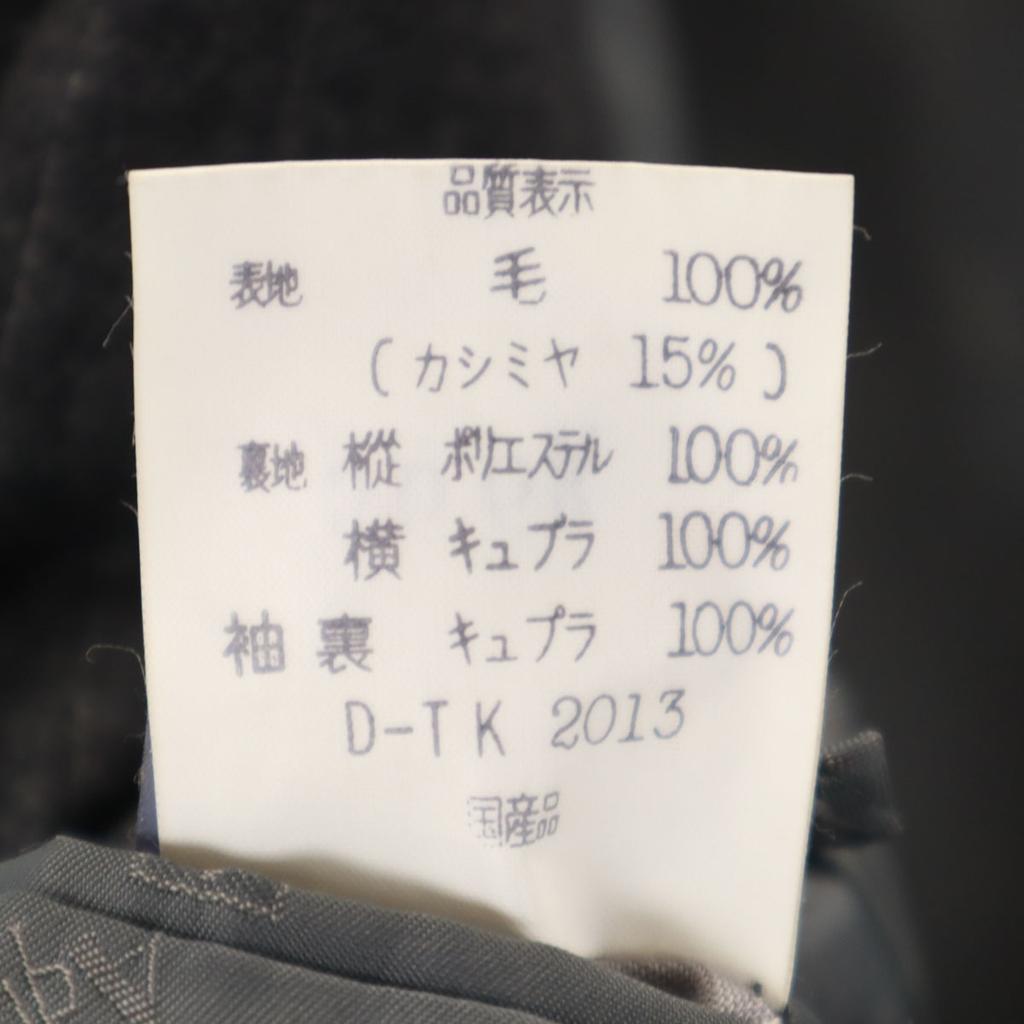 品質表示
表地 毛 100%
(カシミヤ 15%)
裏地 樅 ポリエステル 100%
横 キュプラ 100%
袖裏 キュプラ 100%
D-TK 2013
国産品